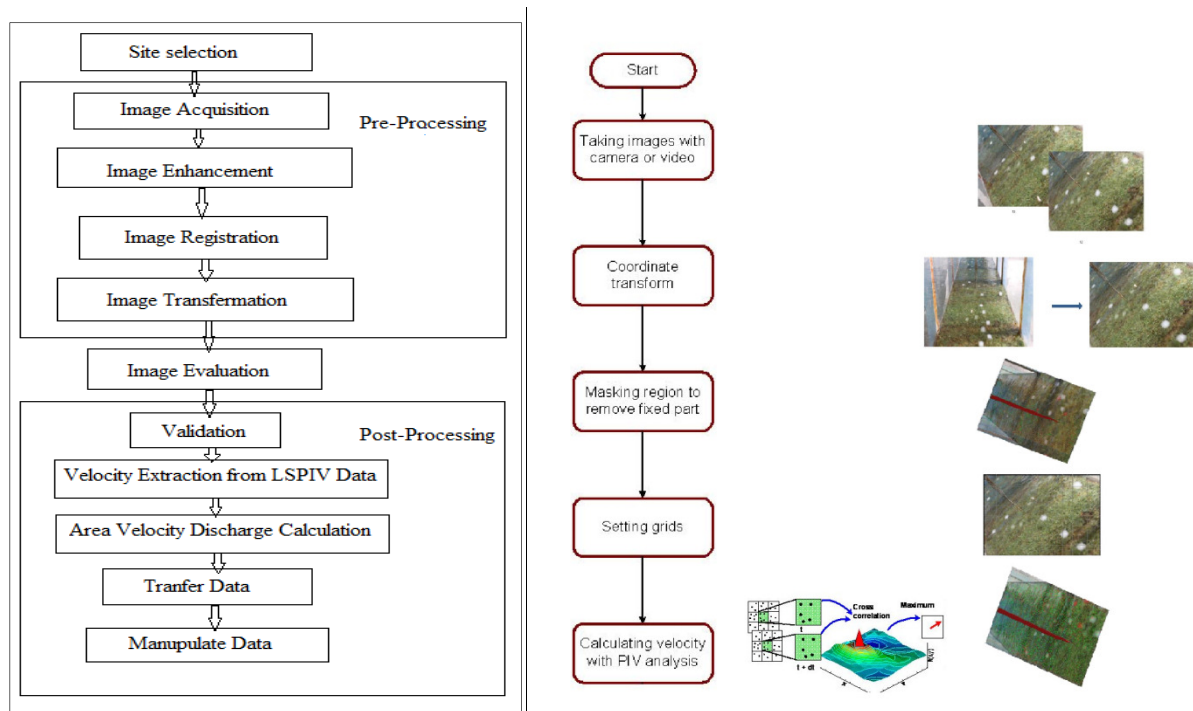 Site selection
Pre-Processing
Image Acquisition
Image Enhancement
Image Registration
Image Transfermation
Image Evaluation
Post-Processing
Validation
Velocity Extraction from LSPIV Data
Area Velocity Discharge Calculation
Tranfer Data
Manupulate Data
Start
Taking images with
camera or video
Coordinate
transform
Masking region to
remove fixed part
Setting grids
Calculating velocity
with PIV analysis
t
t + dt
Cross
correlation
Maximum